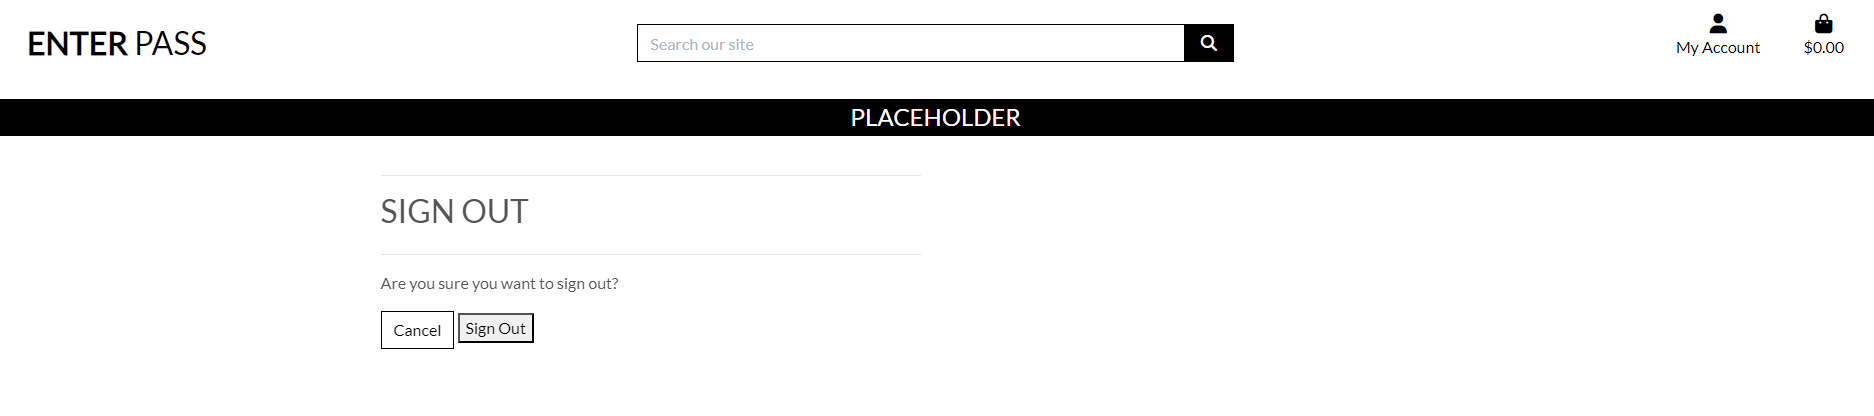 ENTER PASS
Search our site
My Account
$0.00
PLACEHOLDER
SIGN OUT
Are you sure you want to sign out?
Cancel
Sign Out